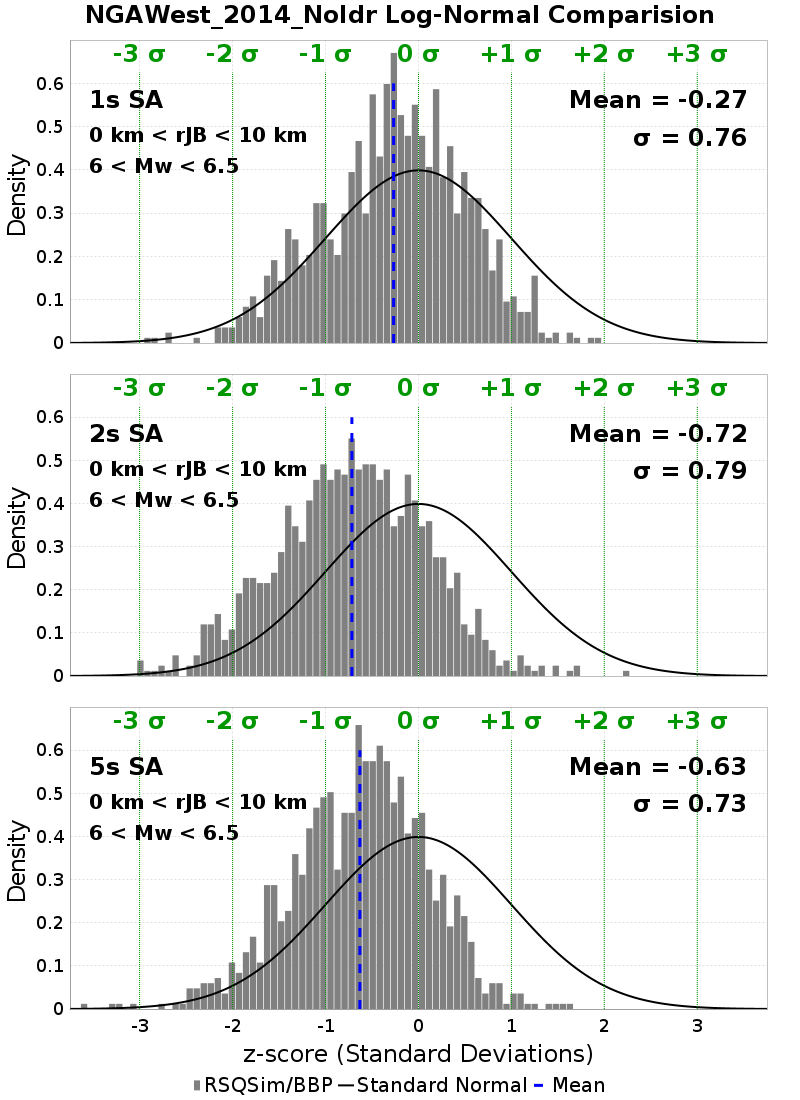 NGAWest_2014_NoIdr Log-Normal Comparision
-3 σ -2 σ -1 σ 0 σ +1 σ +2 σ +3 σ
1s SA
0 km < rJB < 10 km
6 < Mw < 6.5
Mean = -0.27
σ = 0.76
Density
0.6
0.5
0.4
0.3
0.2
0.1
0
-3 σ -2 σ -1 σ 0 σ +1 σ +2 σ +3 σ
2s SA
0 km < rJB < 10 km
6 < Mw < 6.5
Mean = -0.72
σ = 0.79
Density
0.6
0.5
0.4
0.3
0.2
0.1
0
-3 σ -2 σ -1 σ 0 σ +1 σ +2 σ +3 σ
5s SA
0 km < rJB < 10 km
6 < Mw < 6.5
Mean = -0.63
σ = 0.73
Density
0.6
0.5
0.4
0.3
0.2
0.1
0
-3 -2 -1 0 1 2 3
z-score (Standard Deviations)
RSQSim/BBP Standard Normal Mean